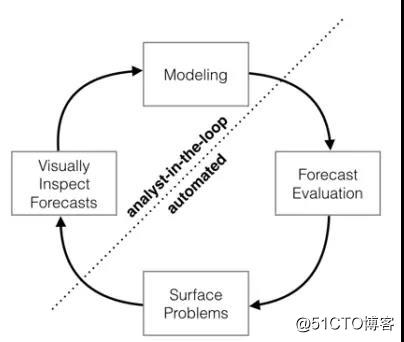 Modeling
analyst-in-the-loop
automated
Visually
Inspect
Forecasts
Forecast
Evaluation
Surface
Problems
@51CTO博客